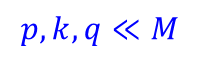 p, k, q ≪ M